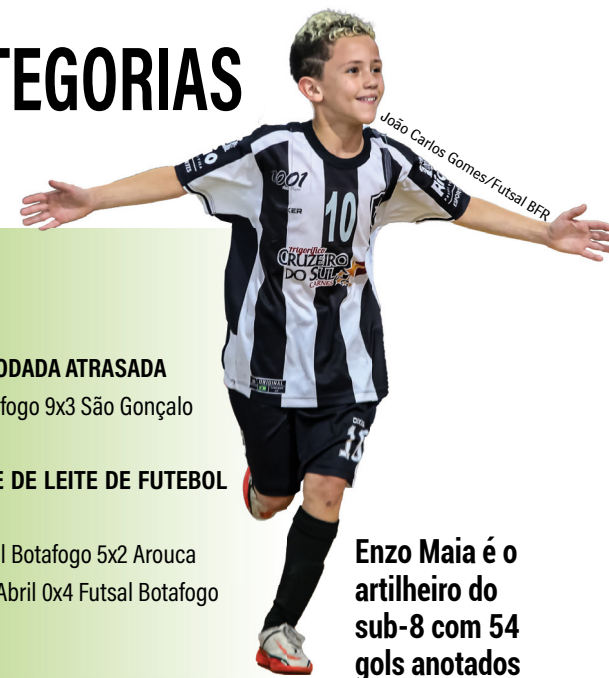 TEGORIAS
João Carlos Gomes/Futsal BFR
1001
10
frigorífico
CRUZEIRO
DO SUL
CARNES
ORIGINAL
ODADA ATRASADA
fogo 9x3 São Gonçalo
E DE LEITE DE FUTEBOL
l Botafogo 5x2 Arouca
Abril 0x4 Futsal Botafogo
10
Enzo Maia é o
artilheiro do
sub-8 com 54
gols anotados